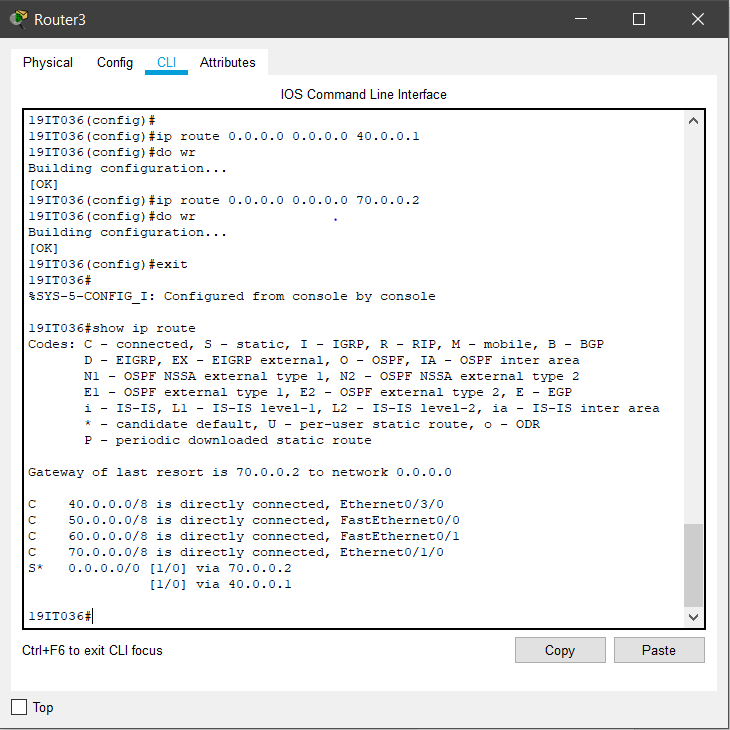 Router3
Physical Config CLI Attributes
IOS Command Line Interface
19IT036(config)#
19IT036(config)#ip route 0.0.0.0 0.0.0.0 40.0.0.1
19IT036(config)#do wr
Building configuration...
[OK]
19IT036(config)#ip route 0.0.0.0 0.0.0.0 70.0.0.2
19IT036(config)#do wr
Building configuration...
[OK]
19IT036(config)#exit
19IT036#
%SYS-5-CONFIG_I: Configured from console by console
19IT036#show ip route
Codes: C - connected, S - static, I - IGRP, R - RIP, M - mobile, B - BGP
D - EIGRP, EX - EIGRP external, O - OSPF, IA - OSPF inter area
N1 - OSPF NSSA external type 1, N2 - OSPF NSSA external type 2
E1 - OSPF external type 1, E2 - OSPF external type 2, E - EGP
i - IS-IS, L1 - IS-IS level-1, L2 - IS-IS level-2, ia - IS-IS inter area
* - candidate default, U - per-user static route, o - ODR
P - periodic downloaded static route
Gateway of last resort is 70.0.0.2 to network 0.0.0.0
C 40.0.0.0/8 is directly connected, Ethernet0/3/0
C 50.0.0.0/8 is directly connected, FastEthernet0/0
C 60.0.0.0/8 is directly connected, FastEthernet0/1
C 70.0.0.0/8 is directly connected, Ethernet0/1/0
S* 0.0.0.0/0 [1/0] via 70.0.0.2
[1/0] via 40.0.0.1
19IT036#
Ctrl+F6 to exit CLI focus Copy Paste
Top